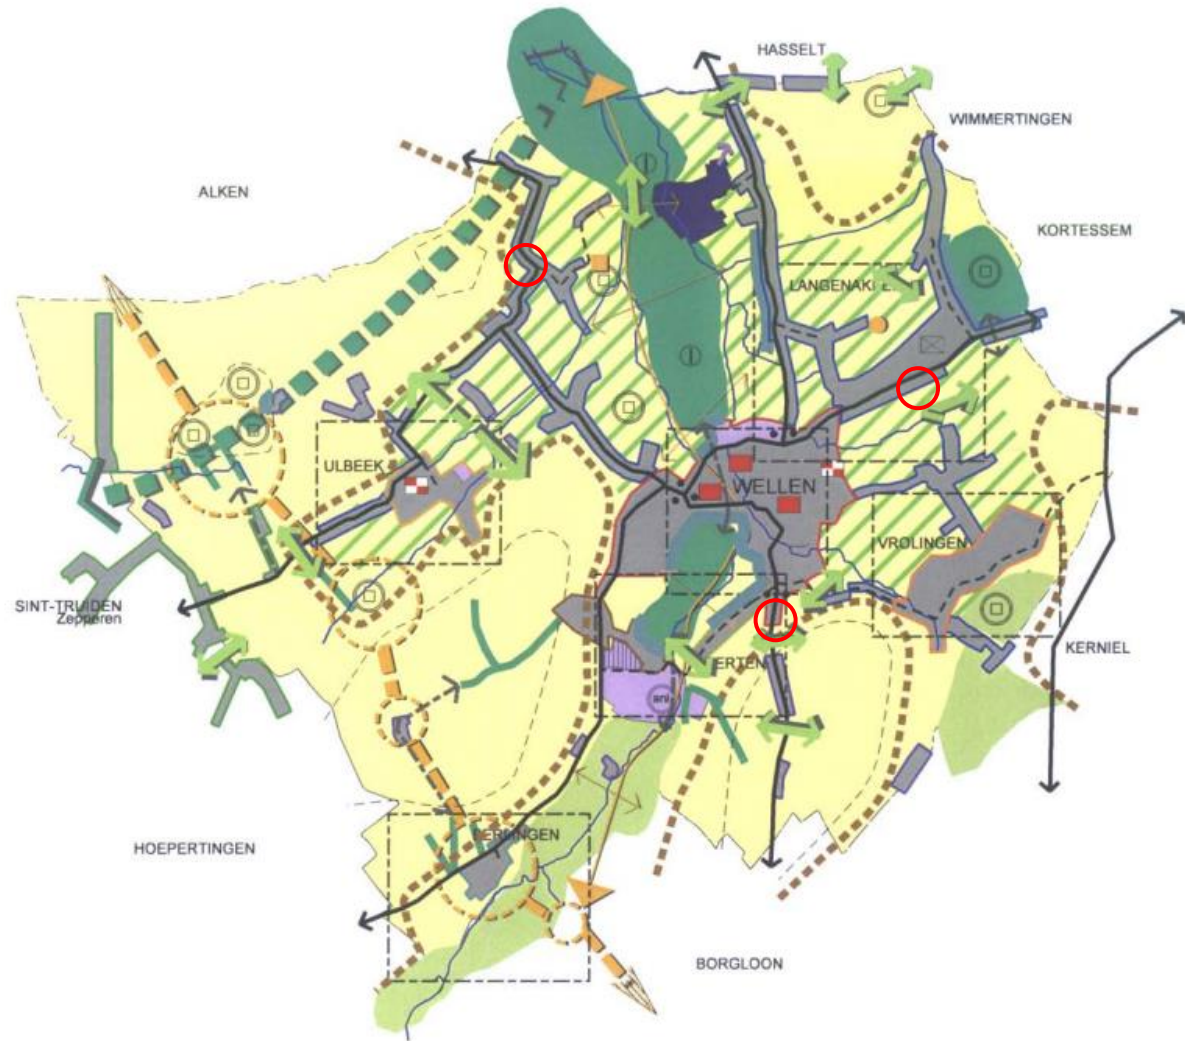 HASSELT
WIMMERTINGEN
ALKEN
KORTESSEM
ULBEEK
WELLEN
VROLINGEN
SINT-TRUIDEN
Zepperen
KERNIEL
HOEPERTINGEN
BORGLOON